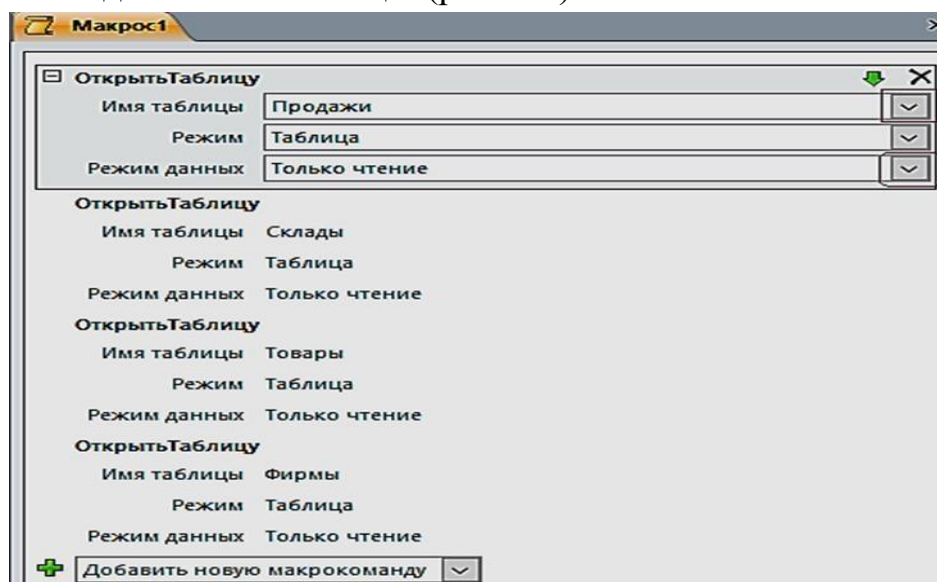 Макрос1
ОткрытьТаблицу
Имя таблицы Продажи
Режим Таблица
Режим данных Только чтение
ОткрытьТаблицу
Имя таблицы Склады
Режим Таблица
Режим данных Только чтение
ОткрытьТаблицу
Имя таблицы Товары
Режим Таблица
Режим данных Только чтение
ОткрытьТаблицу
Имя таблицы Фирмы
Режим Таблица
Режим данных Только чтение
Добавить новую макрокоманду